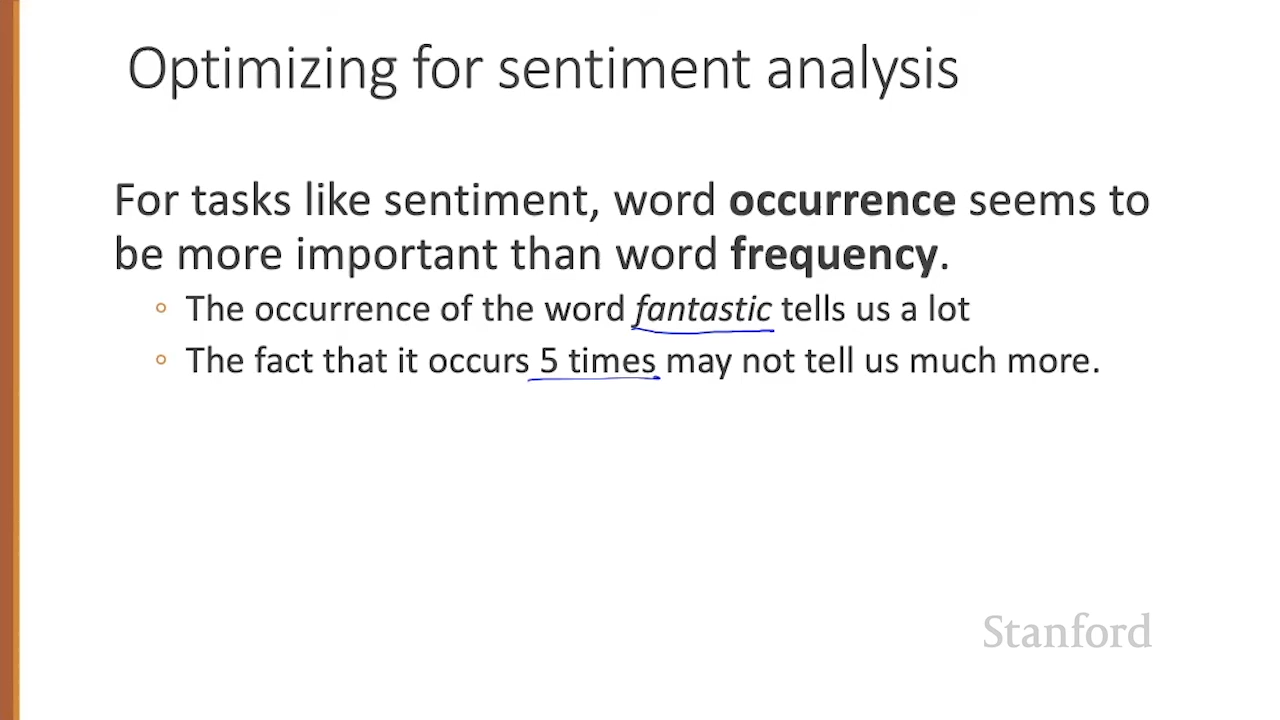 Optimizing for sentiment analysis
For tasks like sentiment, word occurrence seems to
be more important than word frequency.
◦ The occurrence of the word fantastic tells us a lot
◦ The fact that it occurs 5 times may not tell us much more.
Stanford